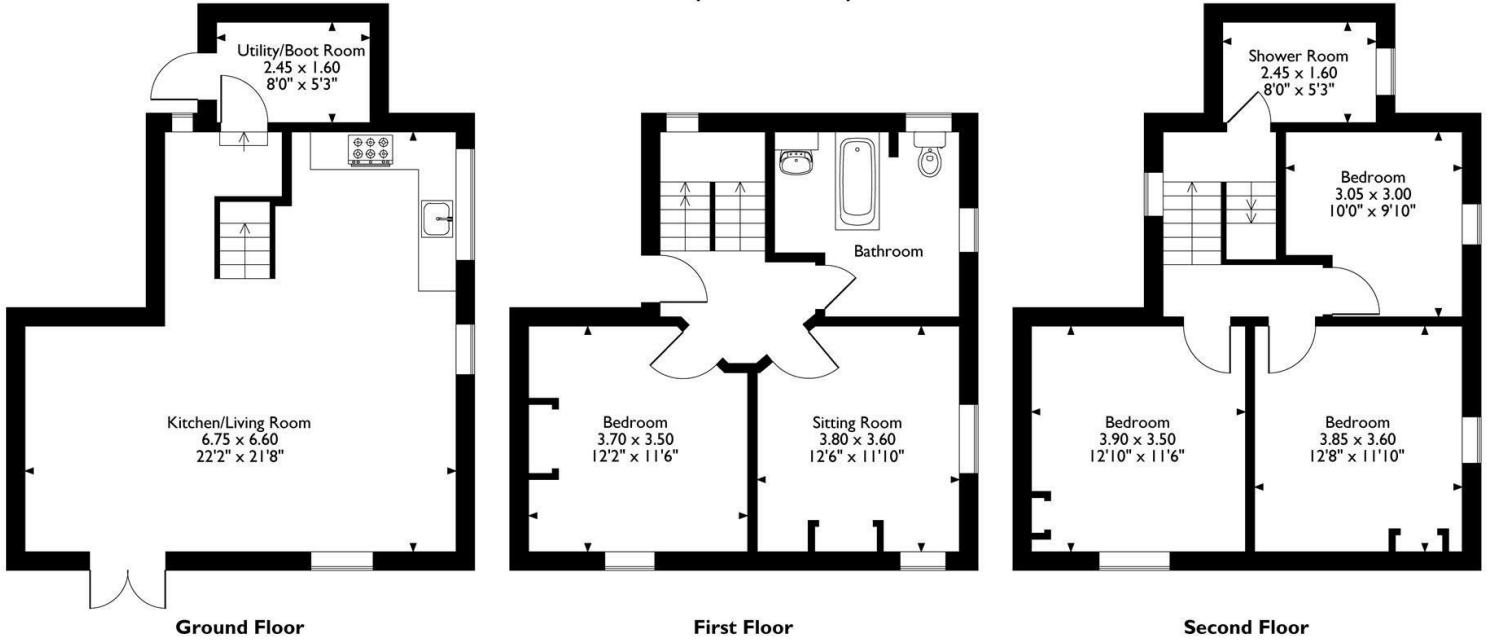 Utility/Boot Room
2.45 x 1.60
8'0" x 5'3"
Kitchen/Living Room
6.75 x 6.60
22'2" x 21'8"
Ground Floor
Bathroom
Bedroom
3.70 x 3.50
12'2" x 11'6"
Sitting Room
3.80 x 3.60
12'6" x 11'10"
First Floor
Shower Room
2.45 x 1.60
8'0" x 5'3"
Bedroom
3.05 x 3.00
10'0" x 9'10"
Bedroom
3.90 x 3.50
12'10" x 11'6"
Bedroom
3.85 x 3.60
12'8" x 11'10"
Second Floor